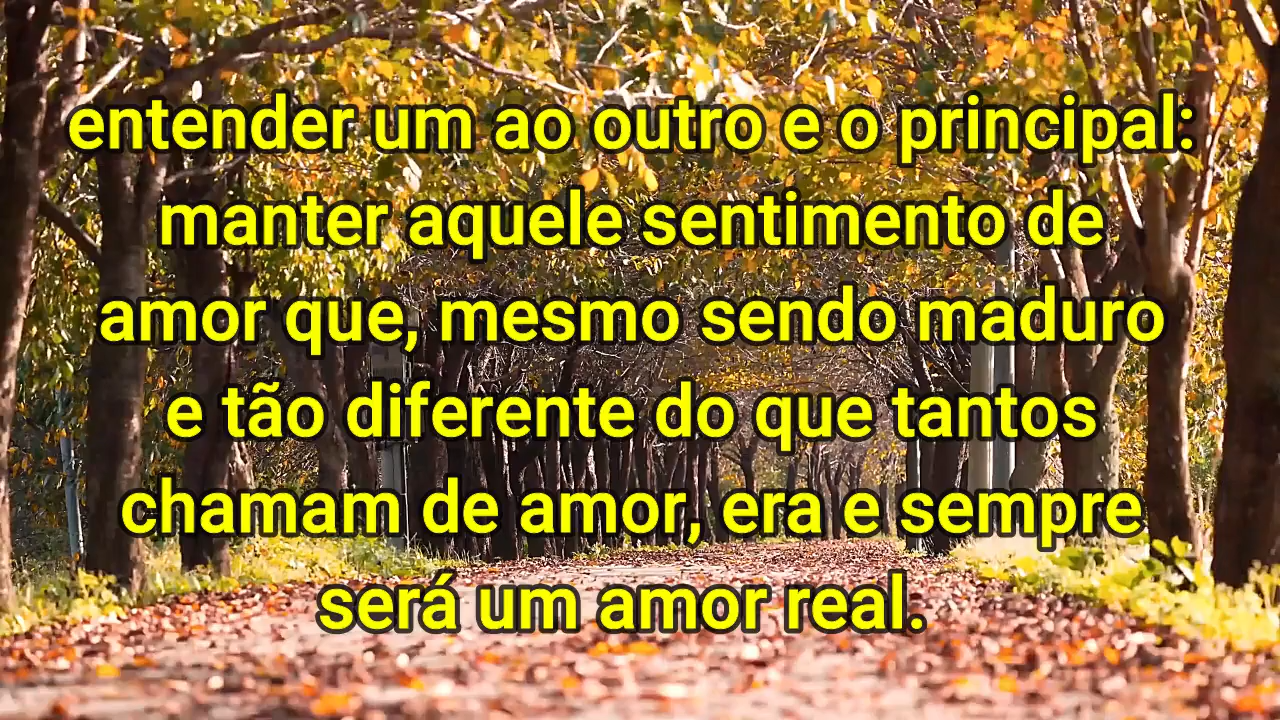 entender um ao outro e o principal:
manter aquele sentimento de
amor que, mesmo sendo maduro
e tão diferente do que tantos
chamam de amor, era e sempre
será um amor real.